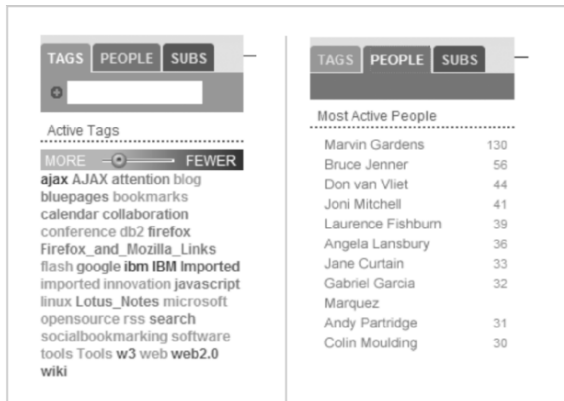 TAGS PEOPLE SUBS
Active Tags
MORE FEWER
ajax AJAX attention blog
bluepages bookmarks
calendar collaboration
conference db2 firefox
Firefox_and_Mozilla_Links
flash google ibm IBM Imported
imported innovation javascript
linux Lotus_Notes microsoft
opensource rss search
socialbookmarking software
tools Tools w3 web web2.0
wiki
TAGS PEOPLE SUBS
Most Active People
Marvin Gardens 130
Bruce Jenner 56
Don van Vliet 44
Joni Mitchell 41
Laurence Fishburn 39
Angela Lansbury 36
Jane Curtain 33
Gabriel Garcia 32
Marquez
Andy Partridge 31
Colin Moulding 30